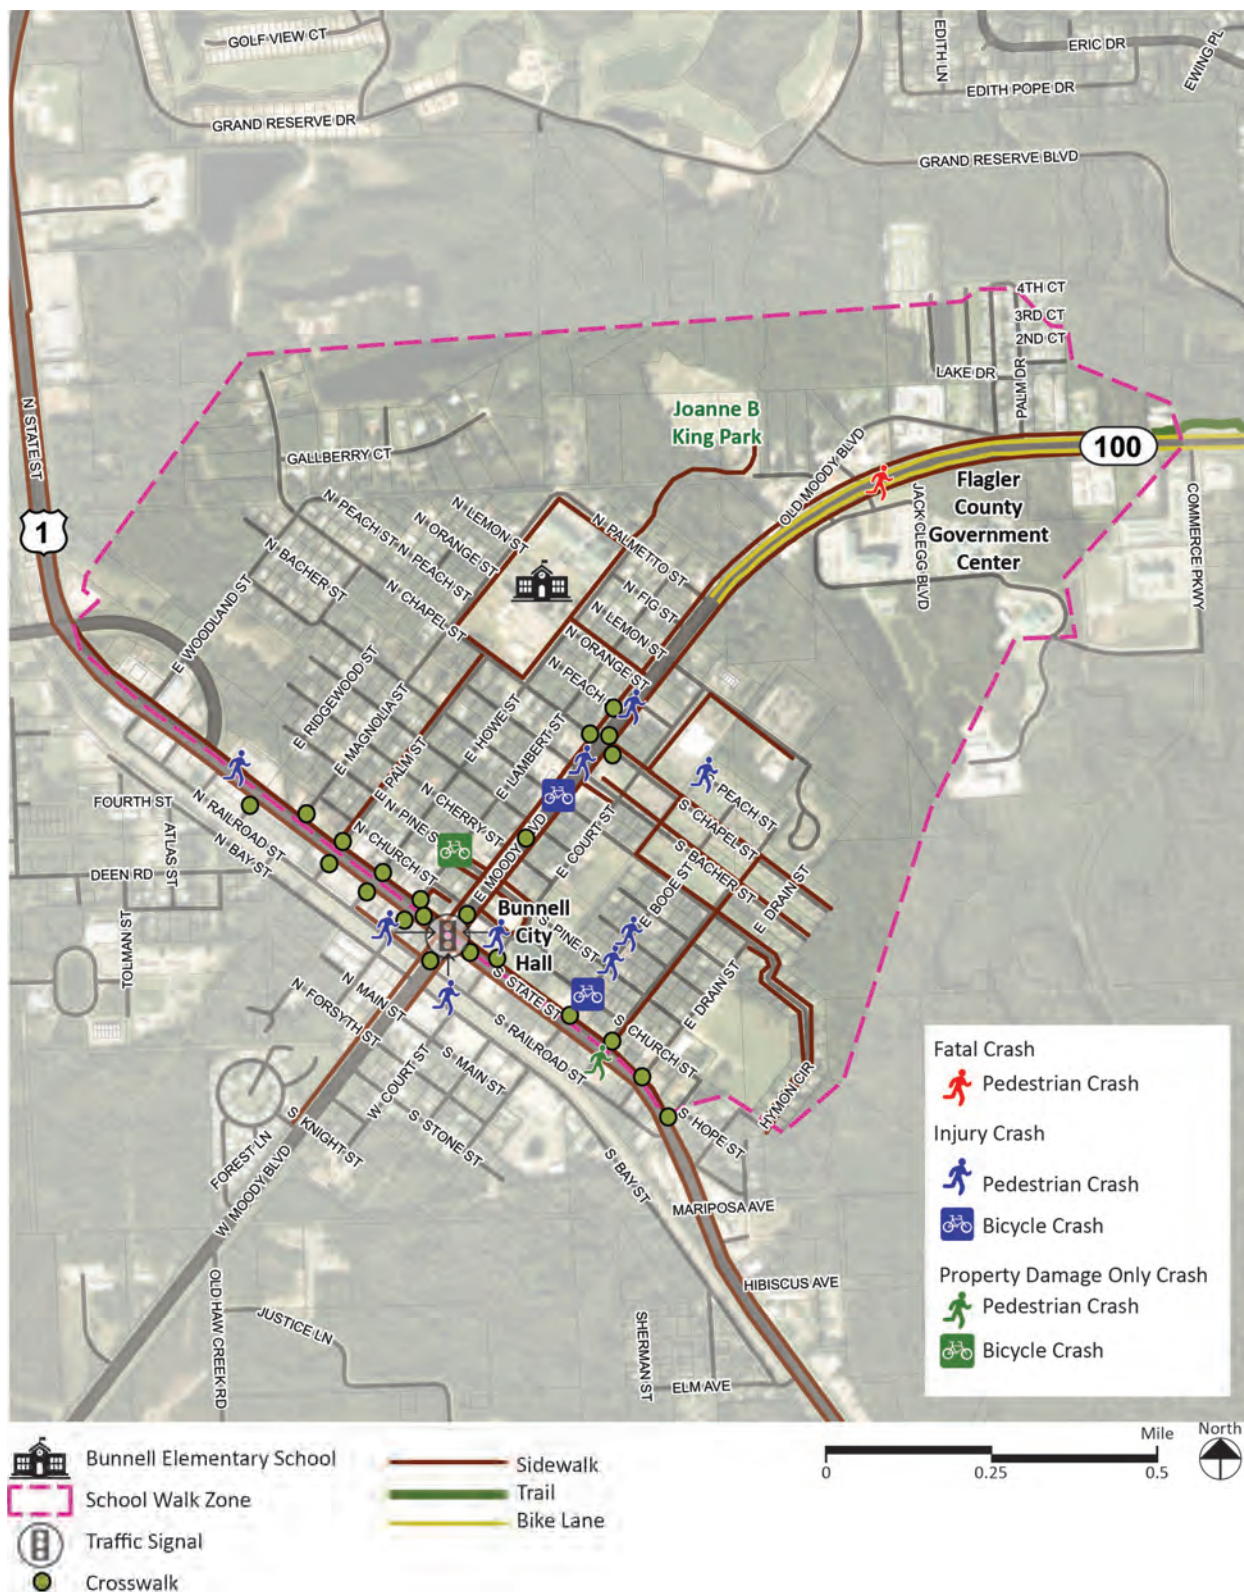 GOLF VIEW CT
EDITH LN
ERIC DR
EWING PL
EDITH POPE DR
GRAND RESERVE DR
GRAND RESERVE BLVD
4TH CT
3RD CT
2ND CT
LAKE DR
PALM DR
N STATE ST
Joanne B
King Park
GALLBERRY CT
OLD MOODY BLVD
100
1
Flagler
County
Government
Center
JACK CLEGG BLVD
COMMERCE PKWY
N LEMON ST
N ORANGE ST
N PEACH ST
N PEACH ST
N PALMETTO ST
N BACHER ST
N CHAPEL ST
N FIG ST
N LEMON ST
N ORANGE ST
N PEACH
E WOODLAND ST
E RIDGEWOOD ST
E MAGNOLIA ST
E PALM ST
E HOWE ST
E LAMBERT ST
N CHERRY ST
E N PINE S
N CHURCH ST
E MOODY BLVD
E COURT ST
PEACH ST
S CHAPEL ST
S BACHER ST
E BOOE ST
E DRAIN ST
FOURTH ST
ATLAS ST
N RAILROAD ST
N BAY ST
DEEN RD
TOLMAN ST
Bunnell
City
Hall
S PINE ST
E DRAIN ST
N MAIN ST
N FORSYTH ST
S STATE ST
S RAILROAD ST
S CHURCH ST
W COURT ST
S MAIN ST
S STONE ST
S KNIGHT ST
FOREST LN
W MOODY BLVD
S BAY ST
S HOPE ST
HYMON CIR
MARIPOSA AVE
HIBISCUS AVE
OLD HAW CREEK RD
JUSTICE LN
SHERMAN ST
ELM AVE
Fatal Crash
Pedestrian Crash
Injury Crash
Pedestrian Crash
Bicycle Crash
Property Damage Only Crash
Pedestrian Crash
Bicycle Crash
Bunnell Elementary School
School Walk Zone
Traffic Signal
Crosswalk
Sidewalk
Trail
Bike Lane
Mile
0
0.25
0.5
North